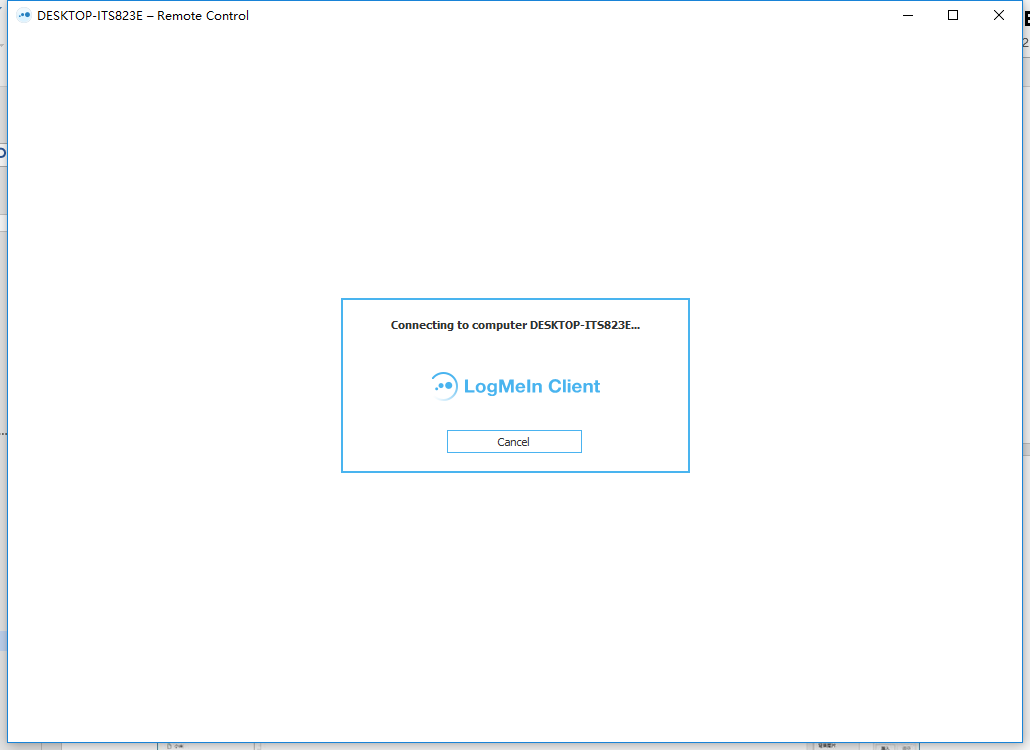 DESKTOP-ITS823E – Remote Control
Connecting to computer DESKTOP-ITS823E...
LogMeIn Client
Cancel